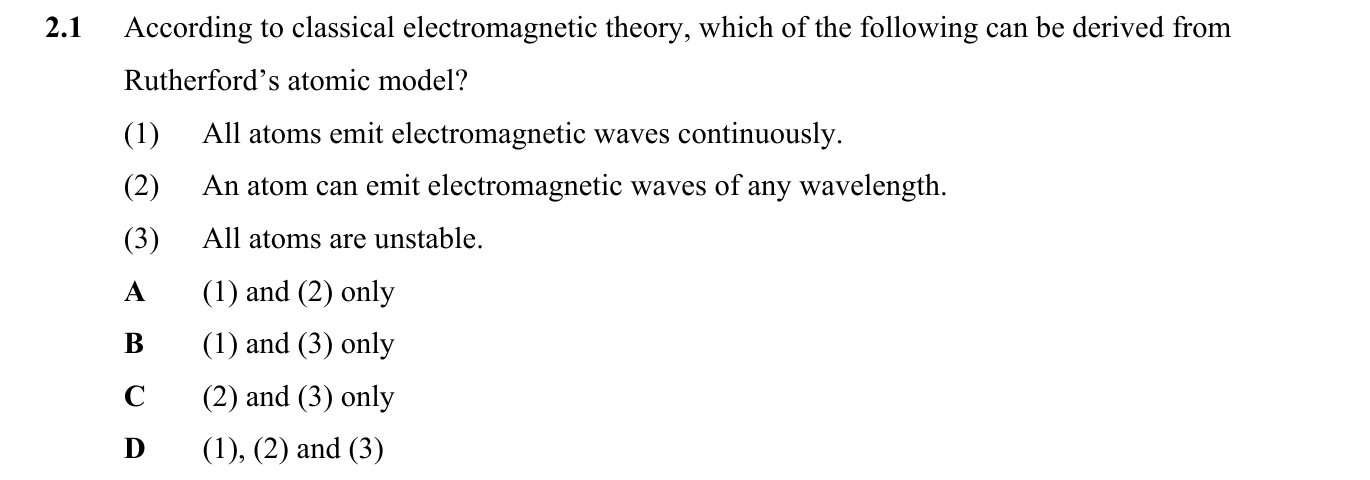 2.1 According to classical electromagnetic theory, which of the following can be derived from
Rutherford’s atomic model?
(1) All atoms emit electromagnetic waves continuously.
(2) An atom can emit electromagnetic waves of any wavelength.
(3) All atoms are unstable.
A (1) and (2) only
B (1) and (3) only
C (2) and (3) only
D (1), (2) and (3)